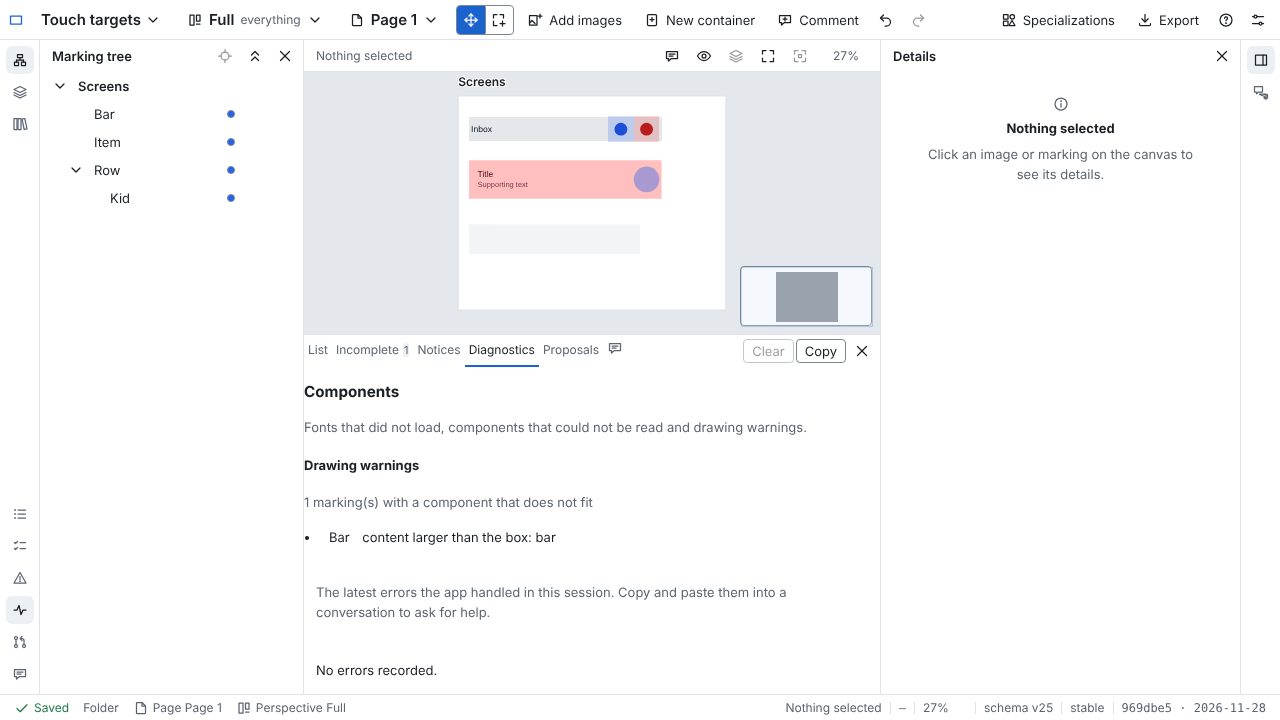 Touch targets
Full everything
Page 1
Add images
New container
Comment
Specializations
Export
Marking tree
Nothing selected
27%
Details
Screens
Bar
Item
Row
Kid
Screens
Inbox
Title
Supporting text
Nothing selected
Click an image or marking on the canvas to
see its details.
List Incomplete 1 Notices Diagnostics Proposals
Clear Copy
Components
Fonts that did not load, components that could not be read and drawing warnings.
Drawing warnings
1 marking(s) with a component that does not fit
• Bar content larger than the box: bar
The latest errors the app handled in this session. Copy and paste them into a
conversation to ask for help.
No errors recorded.
Saved Folder Page Page 1 Perspective Full
Nothing selected – 27% schema v25 stable 969dbe5 · 2026-11-28